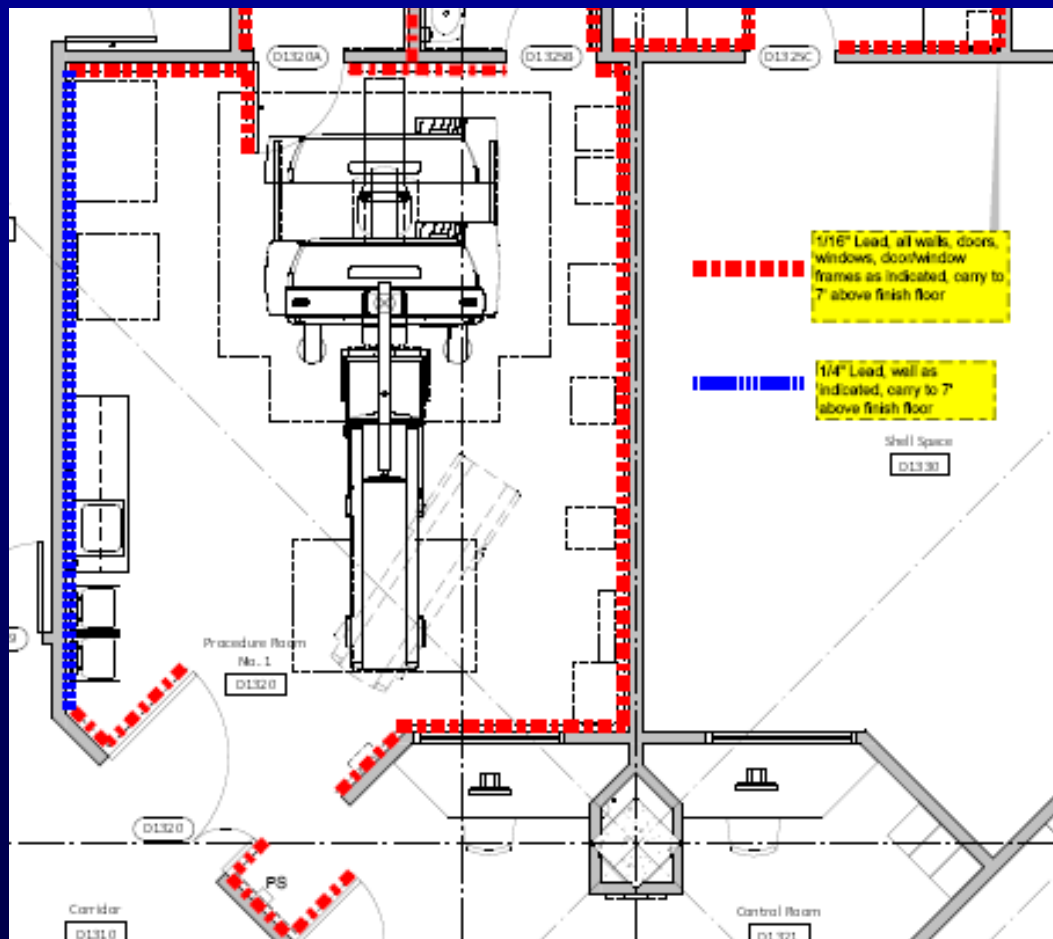 D1320A
D1325B
D1325C
1/16" Lead, all walls, doors,
windows, door/window
frames as indicated, carry to
7' above finish floor
1/4" Lead, wall as
indicated, carry to 7'
above finish floor
Shell Space
D1330
Procedure Room
No. 1
D1320
D1320
PS
Corridor
D1310
Control Room
D1321